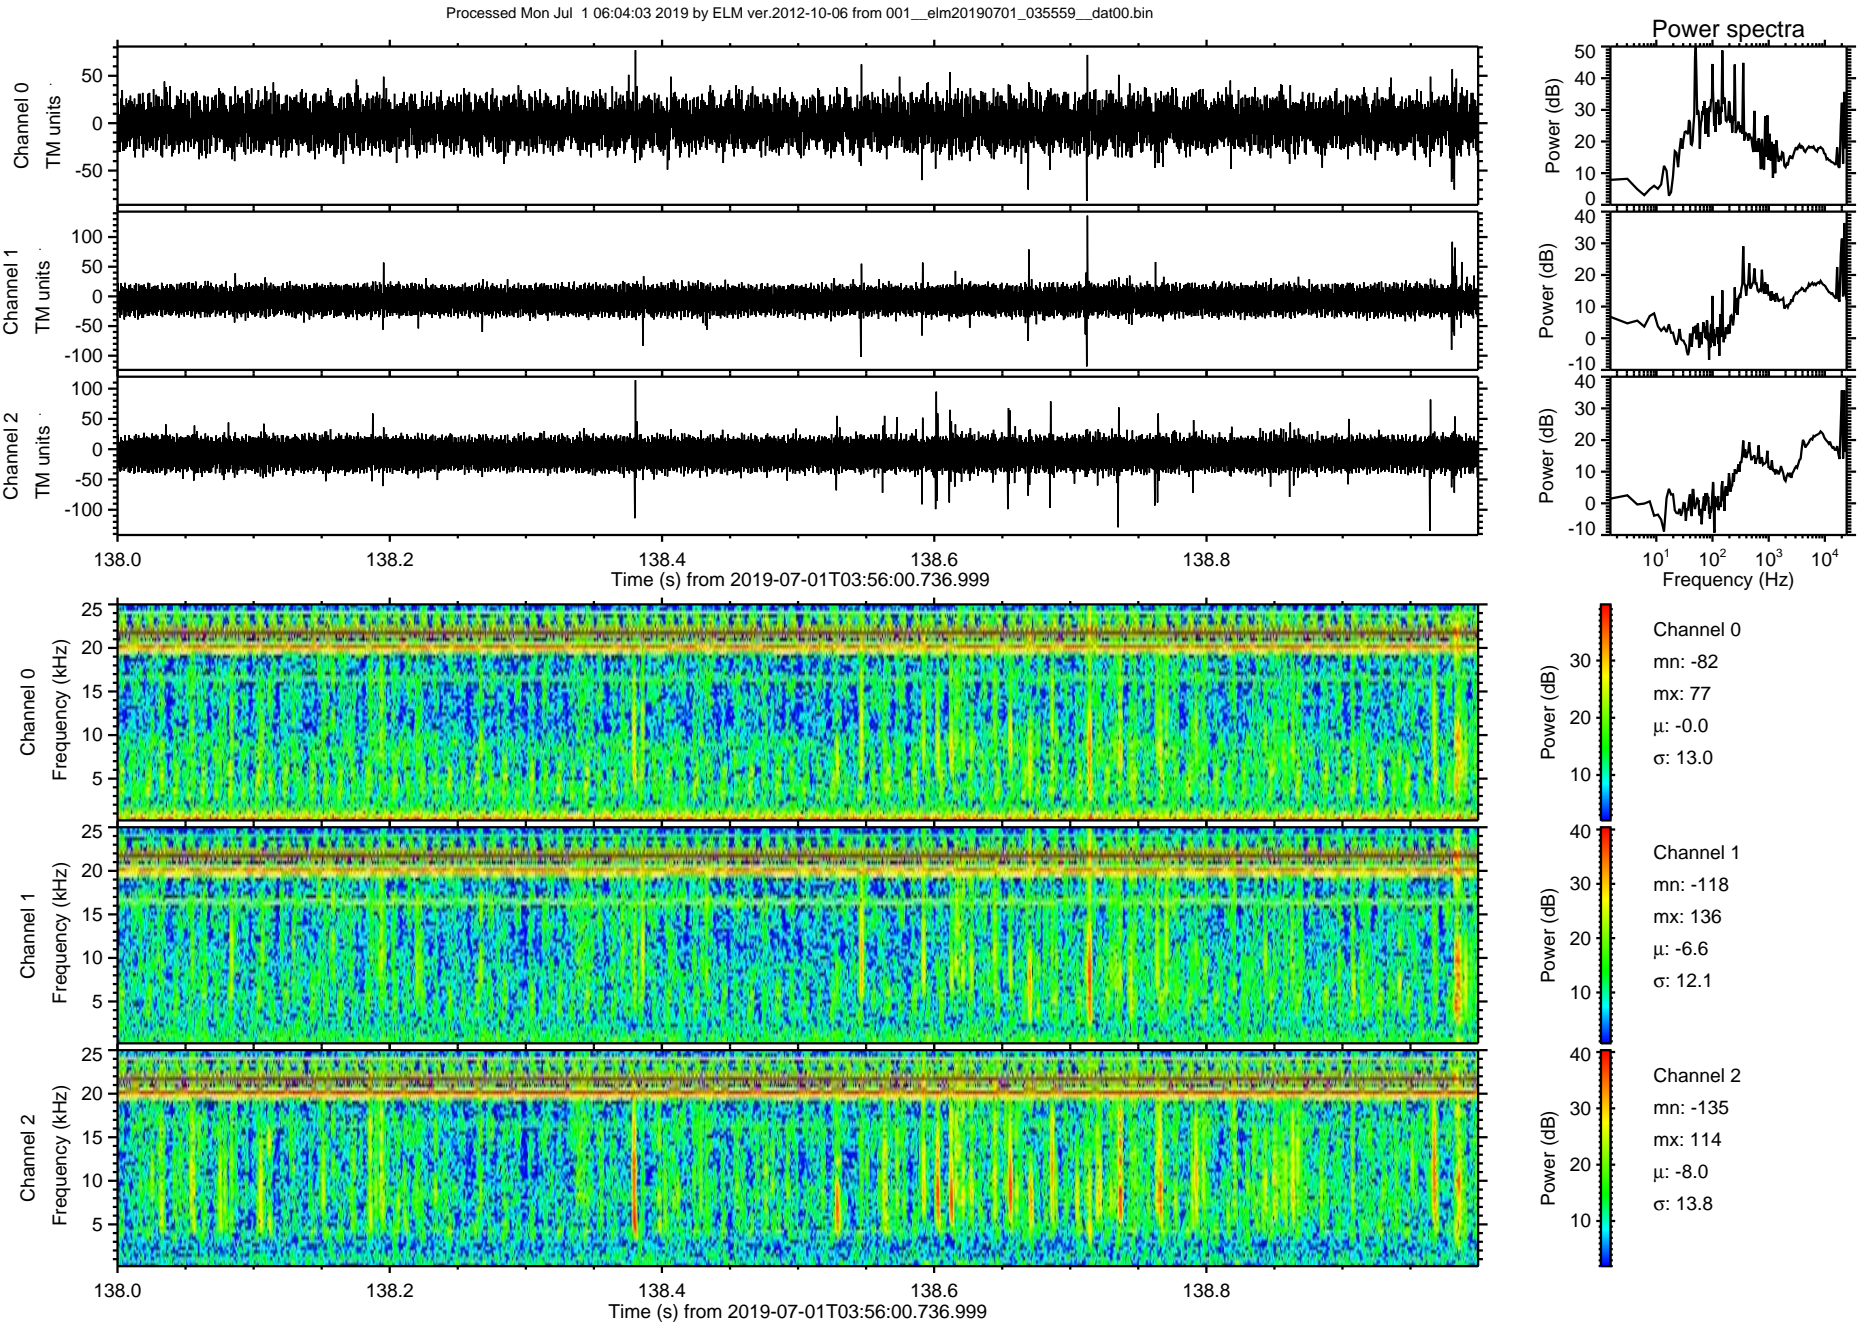 Processed Mon Jul  1 06:04:03 2019 by ELM ver.2012-10-06 from 001__elm20190701_035559__dat00.bin
Power spectra
Channel 0
TM units
50
0
-50
Power (dB)
50
40
30
20
10
0
Channel 1
TM units
100
50
0
-50
-100
Power (dB)
40
30
20
10
0
-10
Channel 2
TM units
100
50
0
-50
-100
Power (dB)
40
30
20
10
0
-10
138.0 138.2 138.4 138.6 138.8
Time (s) from 2019-07-01T03:56:00.736.999
10^1 10^2 10^3 10^4
Frequency (Hz)
Channel 0
Frequency (kHz)
25
20
15
10
5
Power (dB)
30
20
10
Channel 0
mn: -82
mx: 77
μ: -0.0
σ: 13.0
Channel 1
Frequency (kHz)
25
20
15
10
5
Power (dB)
40
30
20
10
Channel 1
mn: -118
mx: 136
μ: -6.6
σ: 12.1
Channel 2
Frequency (kHz)
25
20
15
10
5
Power (dB)
40
30
20
10
Channel 2
mn: -135
mx: 114
μ: -8.0
σ: 13.8
138.0 138.2 138.4 138.6 138.8
Time (s) from 2019-07-01T03:56:00.736.999